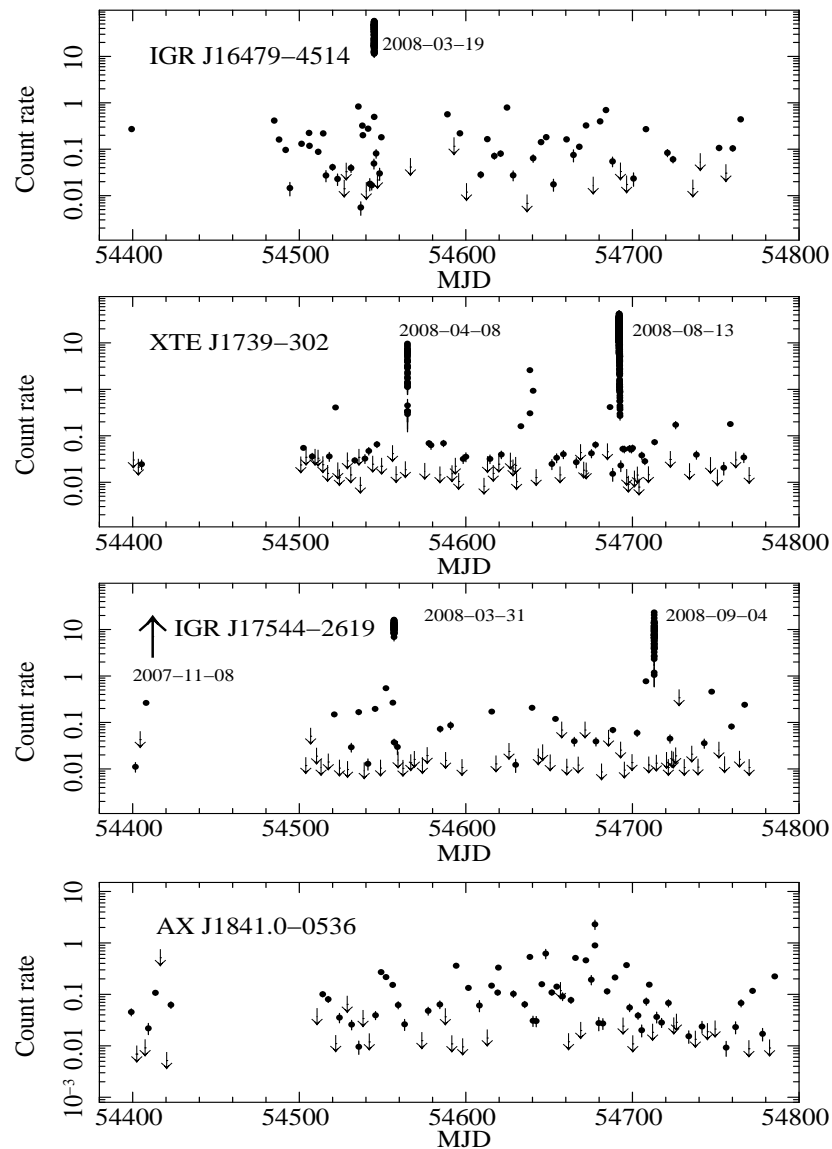 IGR J16479−4514
2008−03−19
Count rate
10
1
0.1
0.01
54400 54500 54600 54700 54800
MJD
XTE J1739−302
2008−04−08
2008−08−13
Count rate
10
1
0.1
0.01
54400 54500 54600 54700 54800
MJD
IGR J17544−2619
2007−11−08
2008−03−31
2008−09−04
Count rate
10
1
0.1
0.01
54400 54500 54600 54700 54800
MJD
AX J1841.0−0536
Count rate
10
1
0.1
0.01
10⁻³
54400 54500 54600 54700 54800
MJD